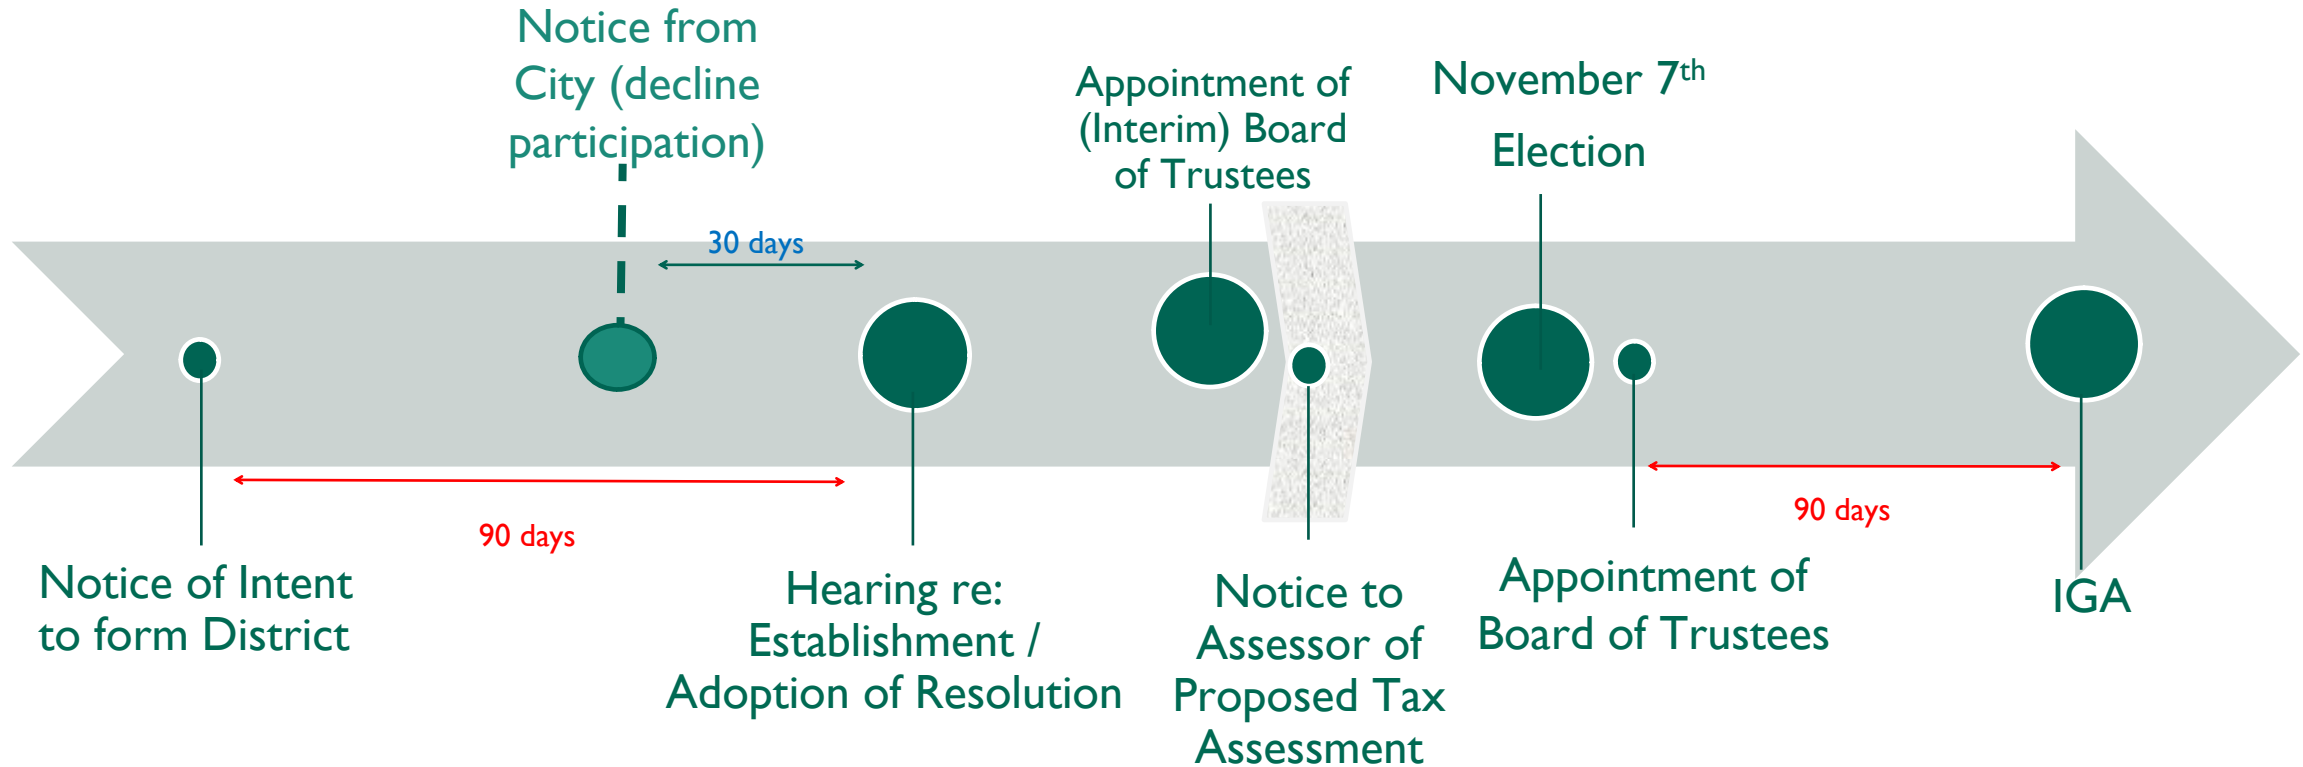 Notice from
City (decline
participation)
Appointment of
(Interim) Board
of Trustees
November 7th
Election
30 days
90 days
90 days
Notice of Intent
to form District
Hearing re:
Establishment /
Adoption of Resolution
Notice to
Assessor of
Proposed Tax
Assessment
Appointment of
Board of Trustees
IGA